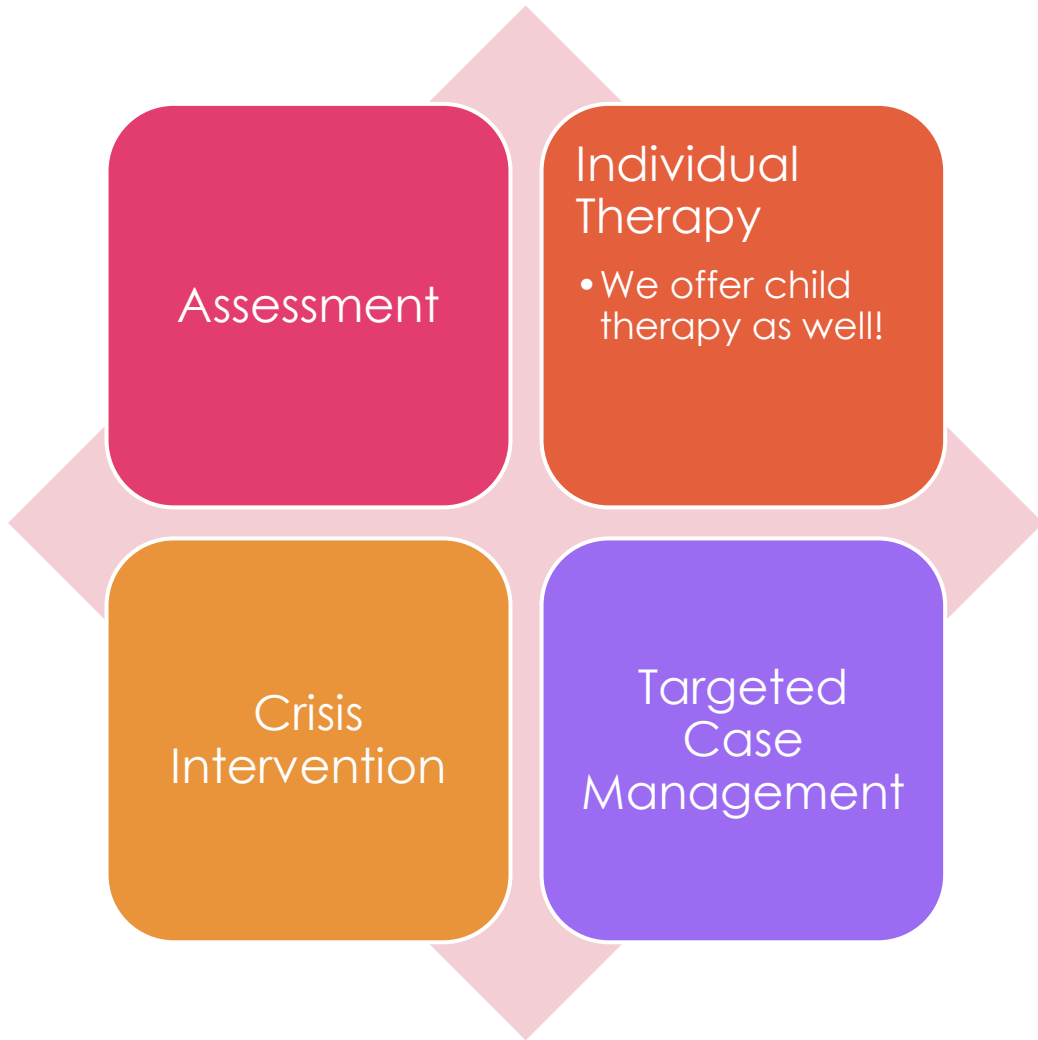 Assessment
Individual
Therapy
•We offer child
therapy as well!
Crisis
Intervention
Targeted
Case
Management